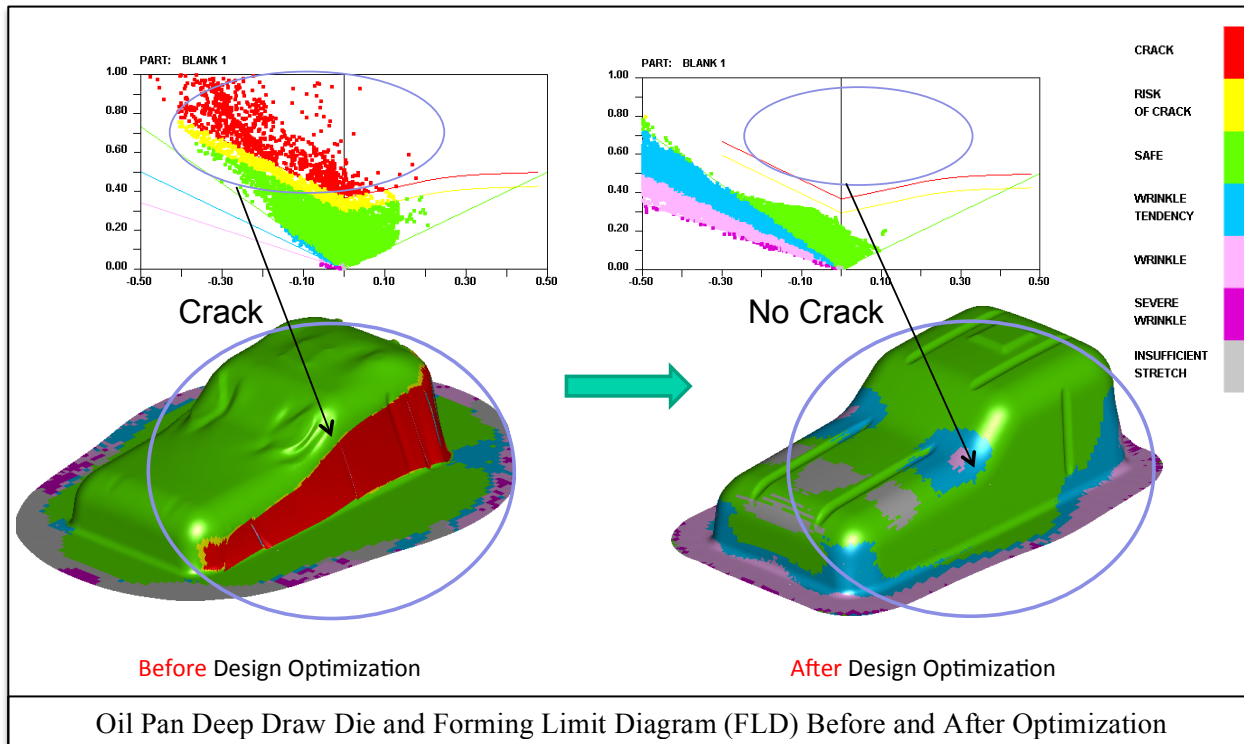 PART: BLANK 1
1.00
0.80
0.60
0.40
0.20
0.00
-0.50
-0.30
-0.10
0.10
0.30
0.50
Crack
PART: BLANK 1
1.00
0.80
0.60
0.40
0.20
0.00
-0.50
-0.30
-0.10
0.10
0.30
0.50
No Crack
CRACK
RISK
OF CRACK
SAFE
WRINKLE
TENDENCY
WRINKLE
SEVERE
WRINKLE
INSUFFICIENT
STRETCH
Before Design Optimization
After Design Optimization
Oil Pan Deep Draw Die and Forming Limit Diagram (FLD) Before and After Optimization